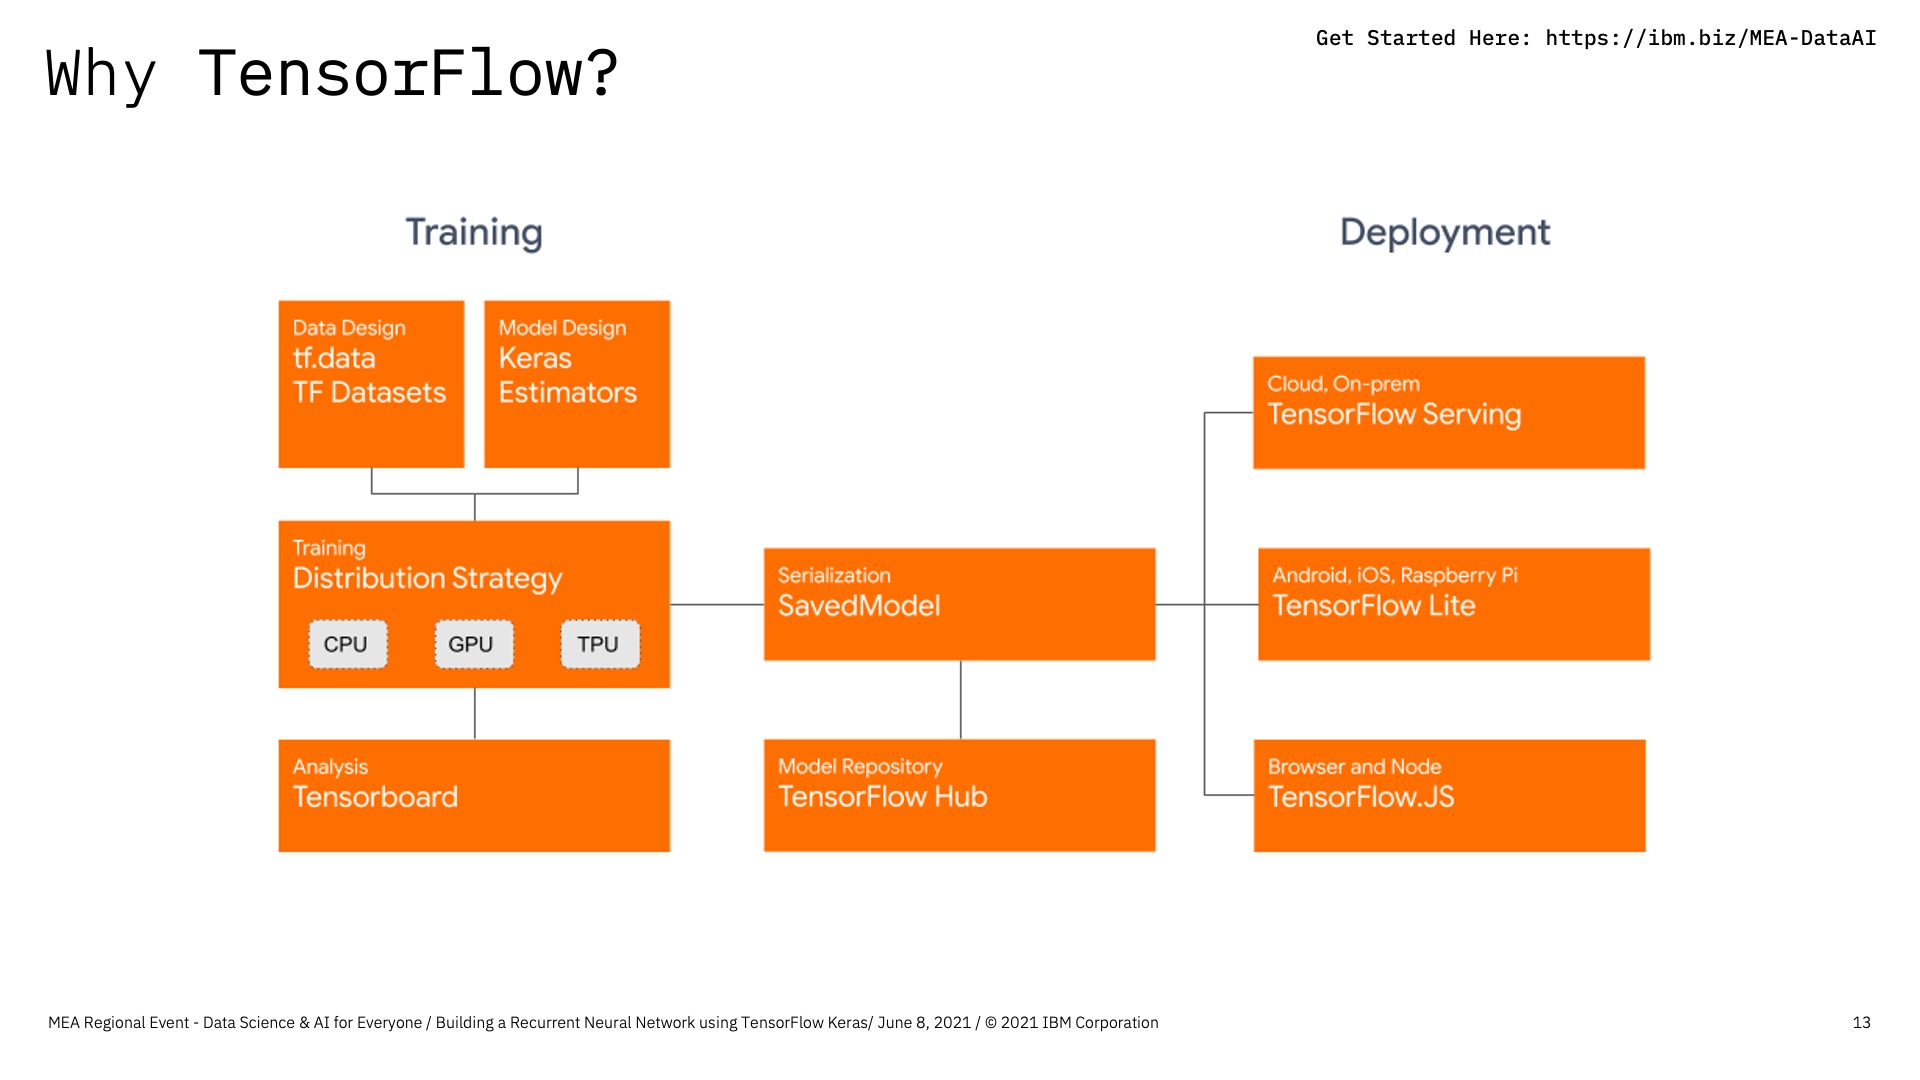 Get Started Here: https://ibm.biz/MEA-DataAI
Why TensorFlow?
Training
Deployment
Data Design
tf.data
TF Datasets
Model Design
Keras
Estimators
Cloud, On-prem
TensorFlow Serving
Training
Distribution Strategy
CPU
GPU
TPU
Serialization
SavedModel
Android, iOS, Raspberry Pi
TensorFlow Lite
Analysis
Tensorboard
Model Repository
TensorFlow Hub
Browser and Node
TensorFlow.JS
MEA Regional Event - Data Science & AI for Everyone / Building a Recurrent Neural Network using TensorFlow Keras/ June 8, 2021 / © 2021 IBM Corporation
13